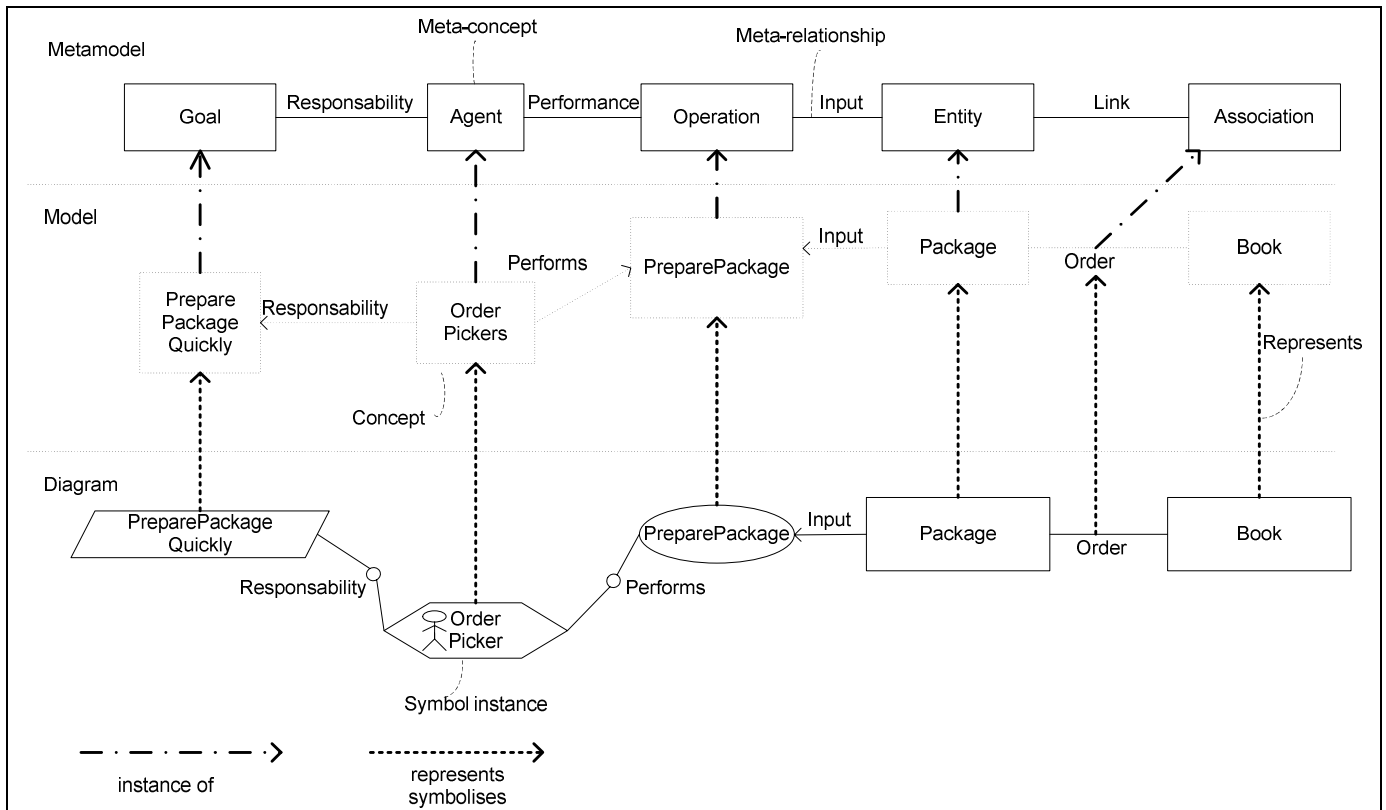 Meta-concept
Meta-relationship
Metamodel
Goal
Responsability
Agent
Performance
Operation
Input
Entity
Link
Association
Model
Prepare
Package
Quickly
Responsability
Order
Pickers
Performs
PreparePackage
Input
Package
Order
Book
Represents
Concept
Diagram
PreparePackage
Quickly
Responsability
Order
Picker
Performs
PreparePackage
Input
Package
Order
Book
Symbol instance
instance of
represents
symbolises